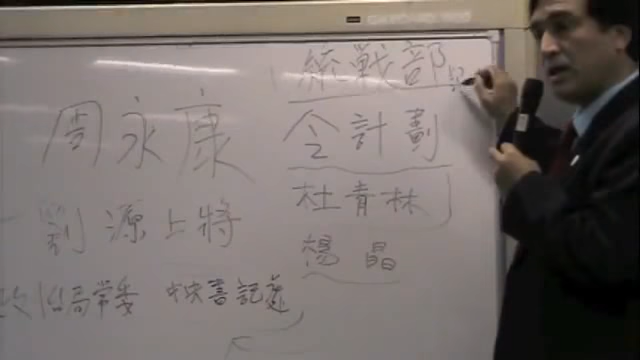 周永康
劉源上将
政治局常委 中央書記處
統戦部
令計劃
杜青林
楊晶